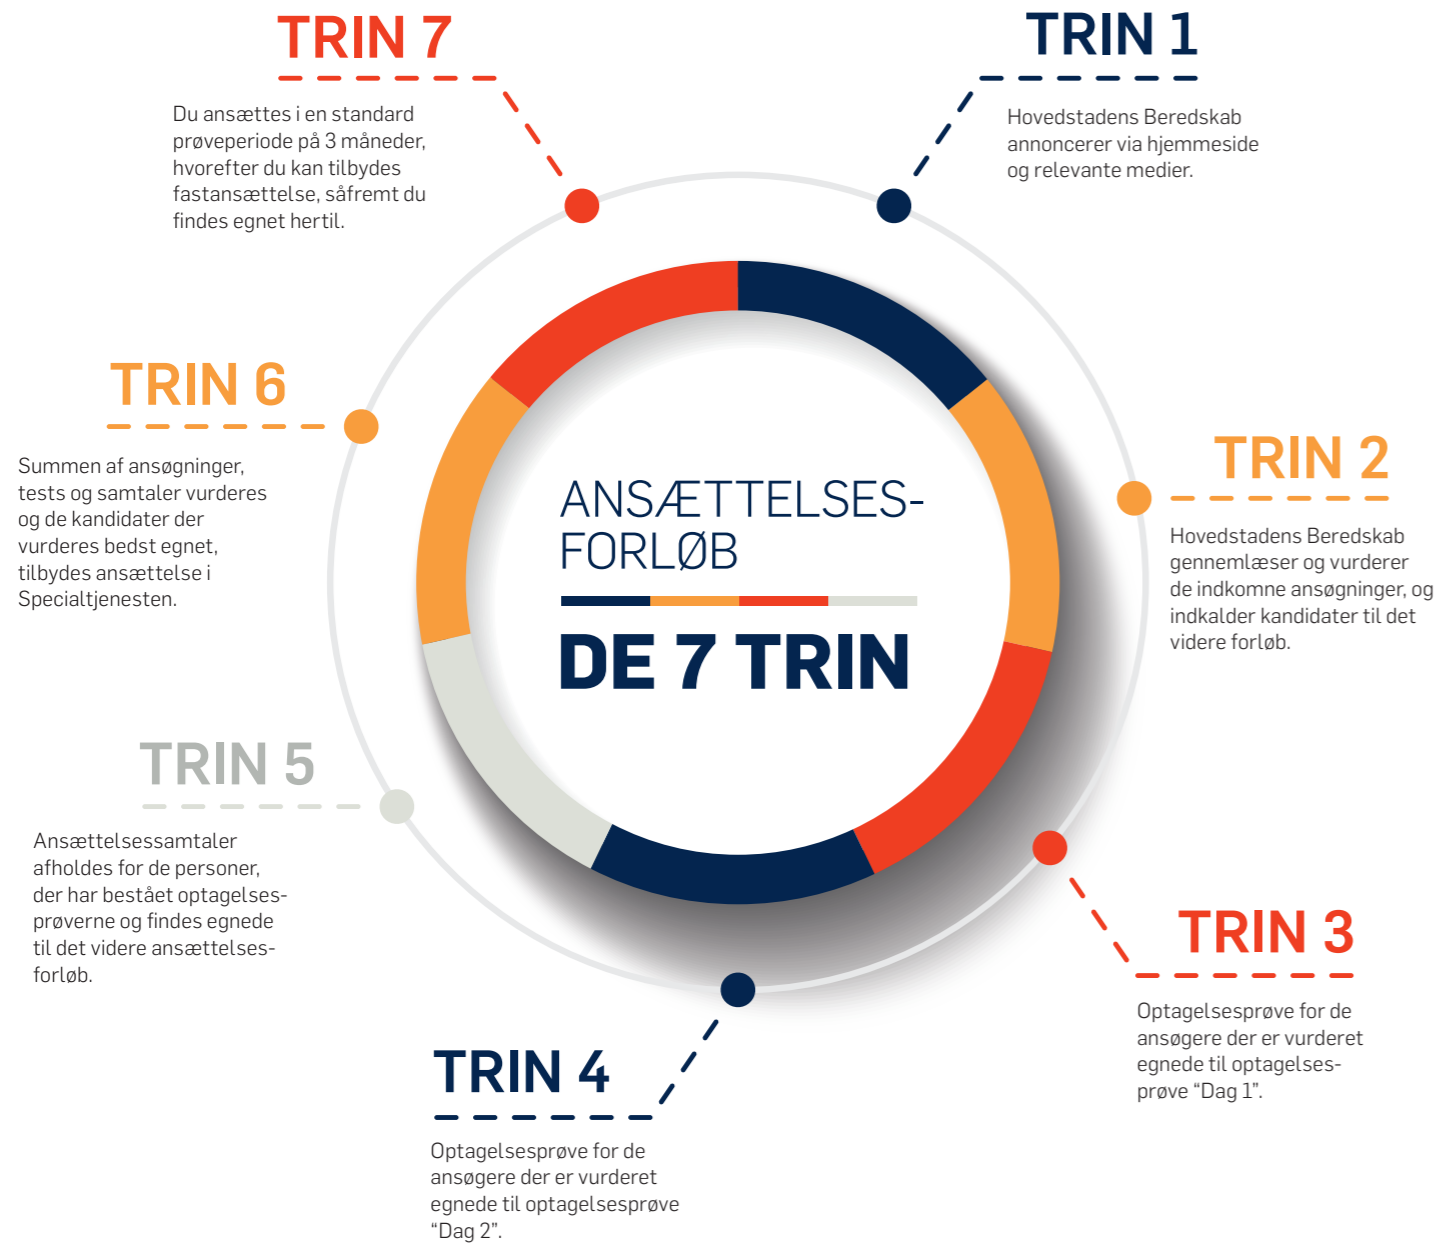 ANSÆTTELSES-
FORLØB
DE 7 TRIN
TRIN 1
Hovedstadens Beredskab
annoncerer via hjemmeside
og relevante medier.
TRIN 2
Hovedstadens Beredskab
gennemlæser og vurderer
de indkomne ansøgninger, og
indkalder kandidater til det
videre forløb.
TRIN 3
Optagelsesprøve for de
ansøgere der er vurderet
egnede til optagelses-
prøve “Dag 1”.
TRIN 4
Optagelsesprøve for de
ansøgere der er vurderet
egnede til optagelsesprøve
“Dag 2”.
TRIN 5
Ansættelsessamtaler
afholdes for de personer,
der har bestået optagelses-
prøverne og findes egnede
til det videre ansættelses-
forløb.
TRIN 6
Summen af ansøgninger,
tests og samtaler vurderes
og de kandidater der
vurderes bedst egnet,
tilbydes ansættelse i
Specialtjenesten.
TRIN 7
Du ansættes i en standard
prøveperiode på 3 måneder,
hvorefter du kan tilbydes
fastansættelse, såfremt du
findes egnet hertil.